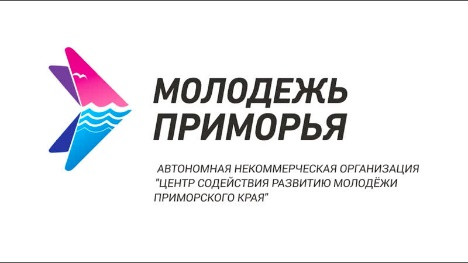 МОЛОДЕЖЬ
ПРИМОРЬЯ
АВТОНОМНАЯ НЕКОММЕРЧЕСКАЯ ОРГАНИЗАЦИЯ
"ЦЕНТР СОДЕЙСТВИЯ РАЗВИТИЮ МОЛОДЁЖИ
ПРИМОРСКОГО КРАЯ"